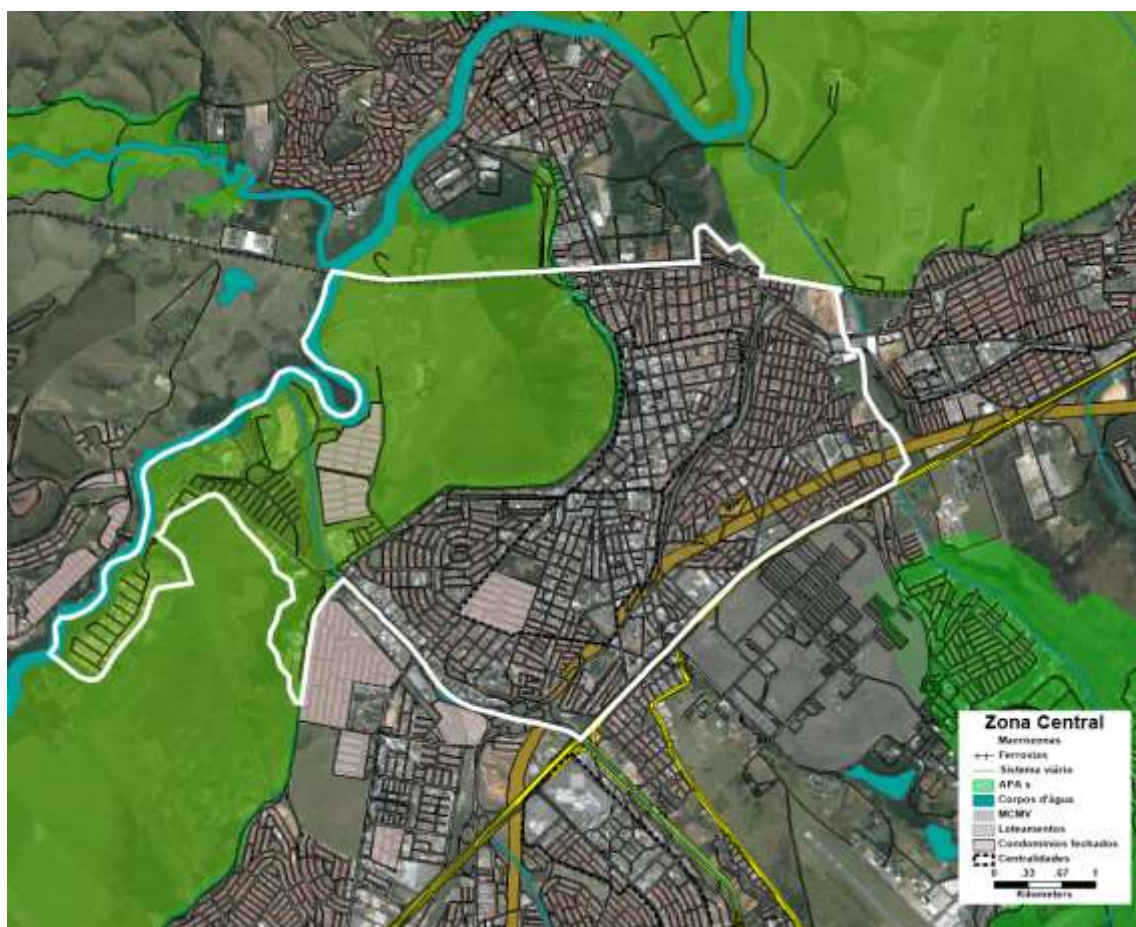 Zona Central
Macrozonas
Ferrovias
Sistema viário
APA s
Corpos d'água
MCMV
Loteamentos
Condomínios fechados
Centralidades
0 .33 .67 1
Kilometers